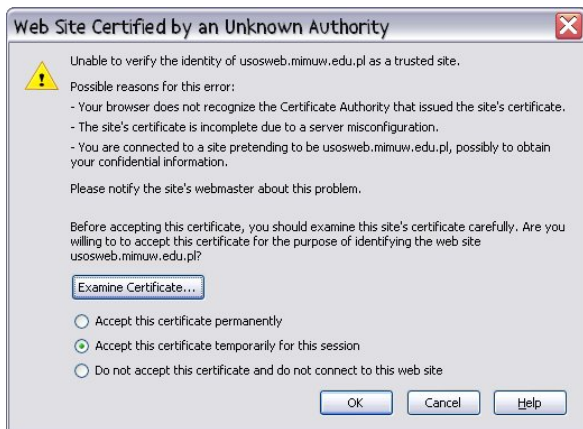 Web Site Certified by an Unknown Authority
Unable to verify the identity of usosweb.mimuw.edu.pl as a trusted site.
Possible reasons for this error:
- Your browser does not recognize the Certificate Authority that issued the site's certificate.
- The site's certificate is incomplete due to a server misconfiguration.
- You are connected to a site pretending to be usosweb.mimuw.edu.pl, possibly to obtain
your confidential information.
Please notify the site's webmaster about this problem.
Before accepting this certificate, you should examine this site's certificate carefully. Are you
willing to to accept this certificate for the purpose of identifying the web site
usosweb.mimuw.edu.pl?
Examine Certificate...
Accept this certificate permanently
Accept this certificate temporarily for this session
Do not accept this certificate and do not connect to this web site
OK Cancel Help